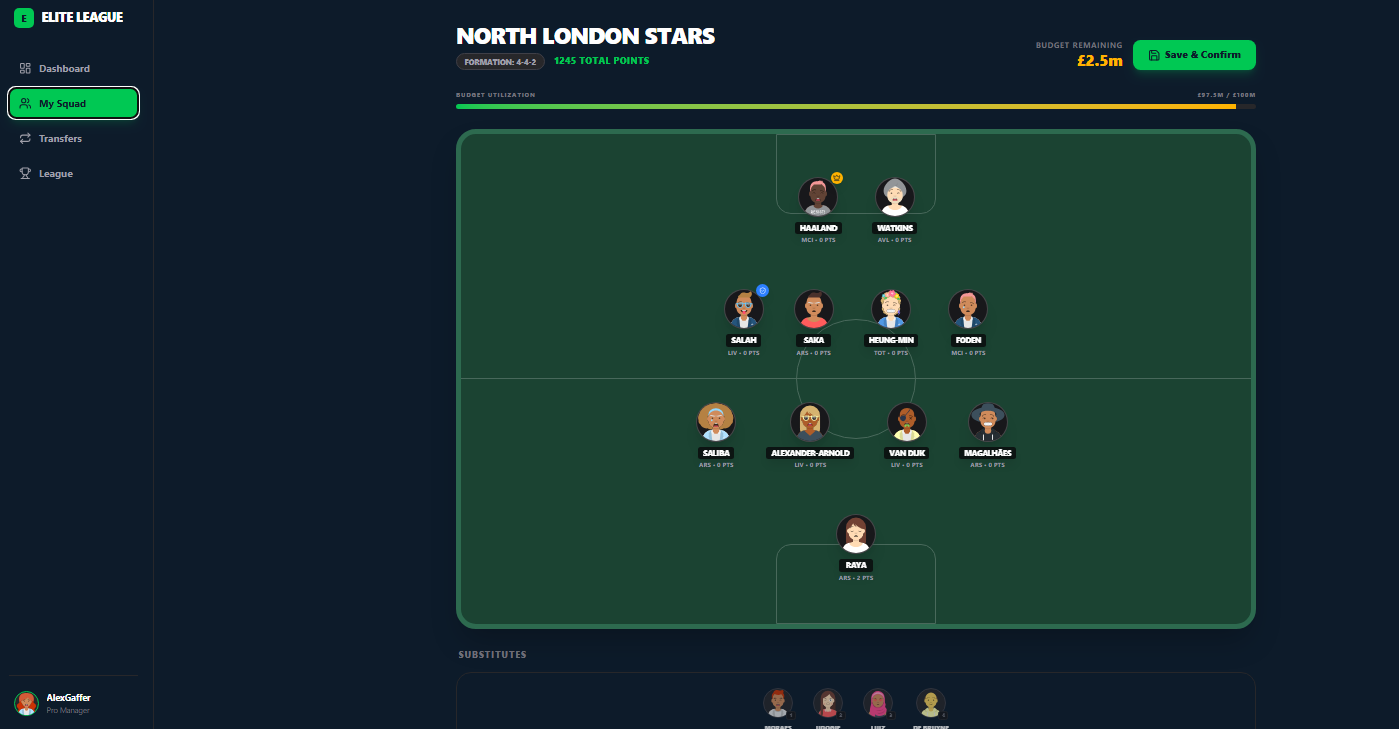 E ELITE LEAGUE
Dashboard
My Squad
Transfers
League
AlexGaffer
Pro Manager
NORTH LONDON STARS
FORMATION: 4-4-2 1245 TOTAL POINTS
BUDGET REMAINING
£2.5m
Save & Confirm
BUDGET UTILIZATION £97.5M / £100M
HAALAND WATKINS
MCI • 0 PTS AVL • 0 PTS
SALAH SAKA HEUNG-MIN FODEN
LIV • 0 PTS ARS • 0 PTS TOT • 0 PTS MCI • 0 PTS
SALIBA ALEXANDER-ARNOLD VAN DIJK MAGALHÃES
ARS • 0 PTS LIV • 0 PTS LIV • 0 PTS ARS • 0 PTS
RAYA
ARS • 2 PTS
SUBSTITUTES